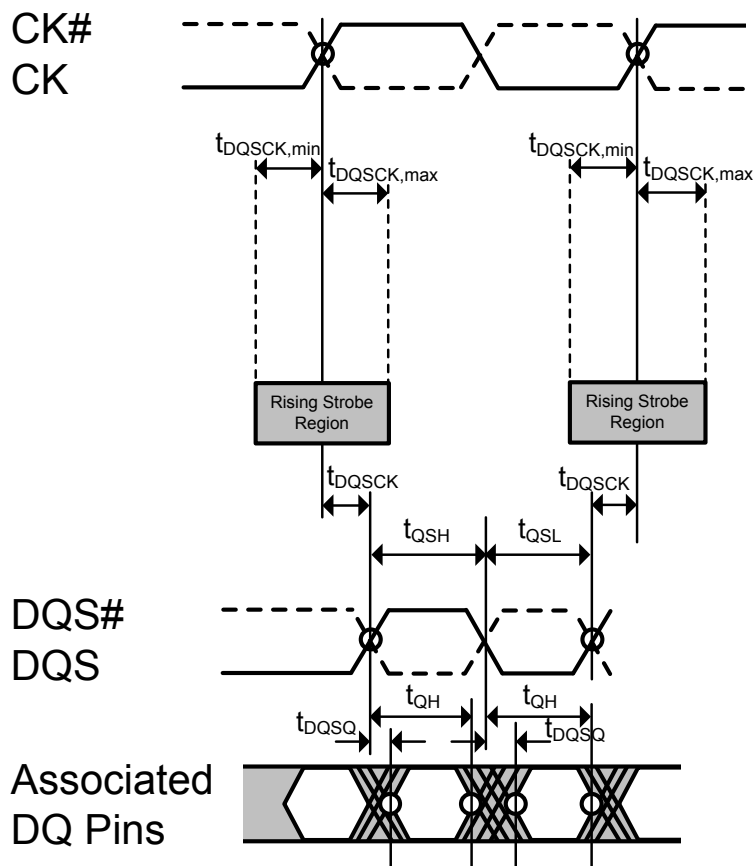 CK#
CK
tDQSCK,min
tDQSCK,max
tDQSCK,min
tDQSCK,max
Rising Strobe
Region
Rising Strobe
Region
tDQSCK
tDQSCK
tQSH
tQSL
DQS#
DQS
tQH
tQH
tDQSQ
tDQSQ
Associated
DQ Pins